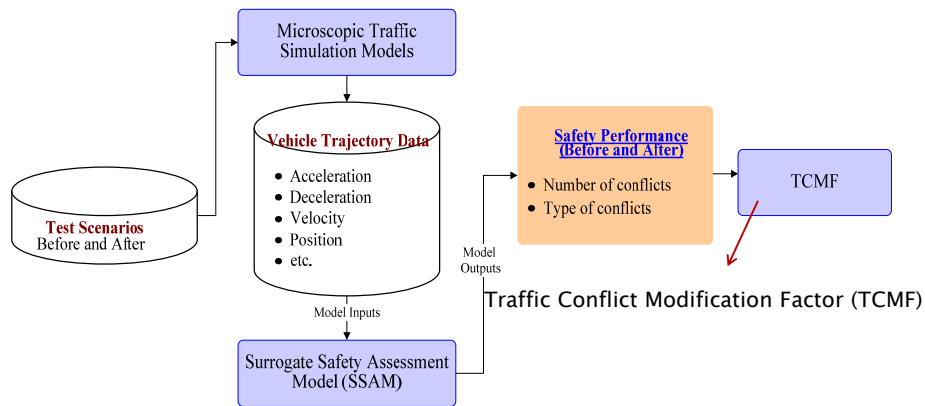 Microscopic Traffic
Simulation Models
Vehicle Trajectory Data
• Acceleration
• Deceleration
• Velocity
• Position
• etc.
Test Scenarios
Before and After
Model Inputs
Surrogate Safety Assessment
Model (SSAM)
Model
Outputs
Safety Performance
(Before and After)
• Number of conflicts
• Type of conflicts
TCMF
Traffic Conflict Modification Factor (TCMF)